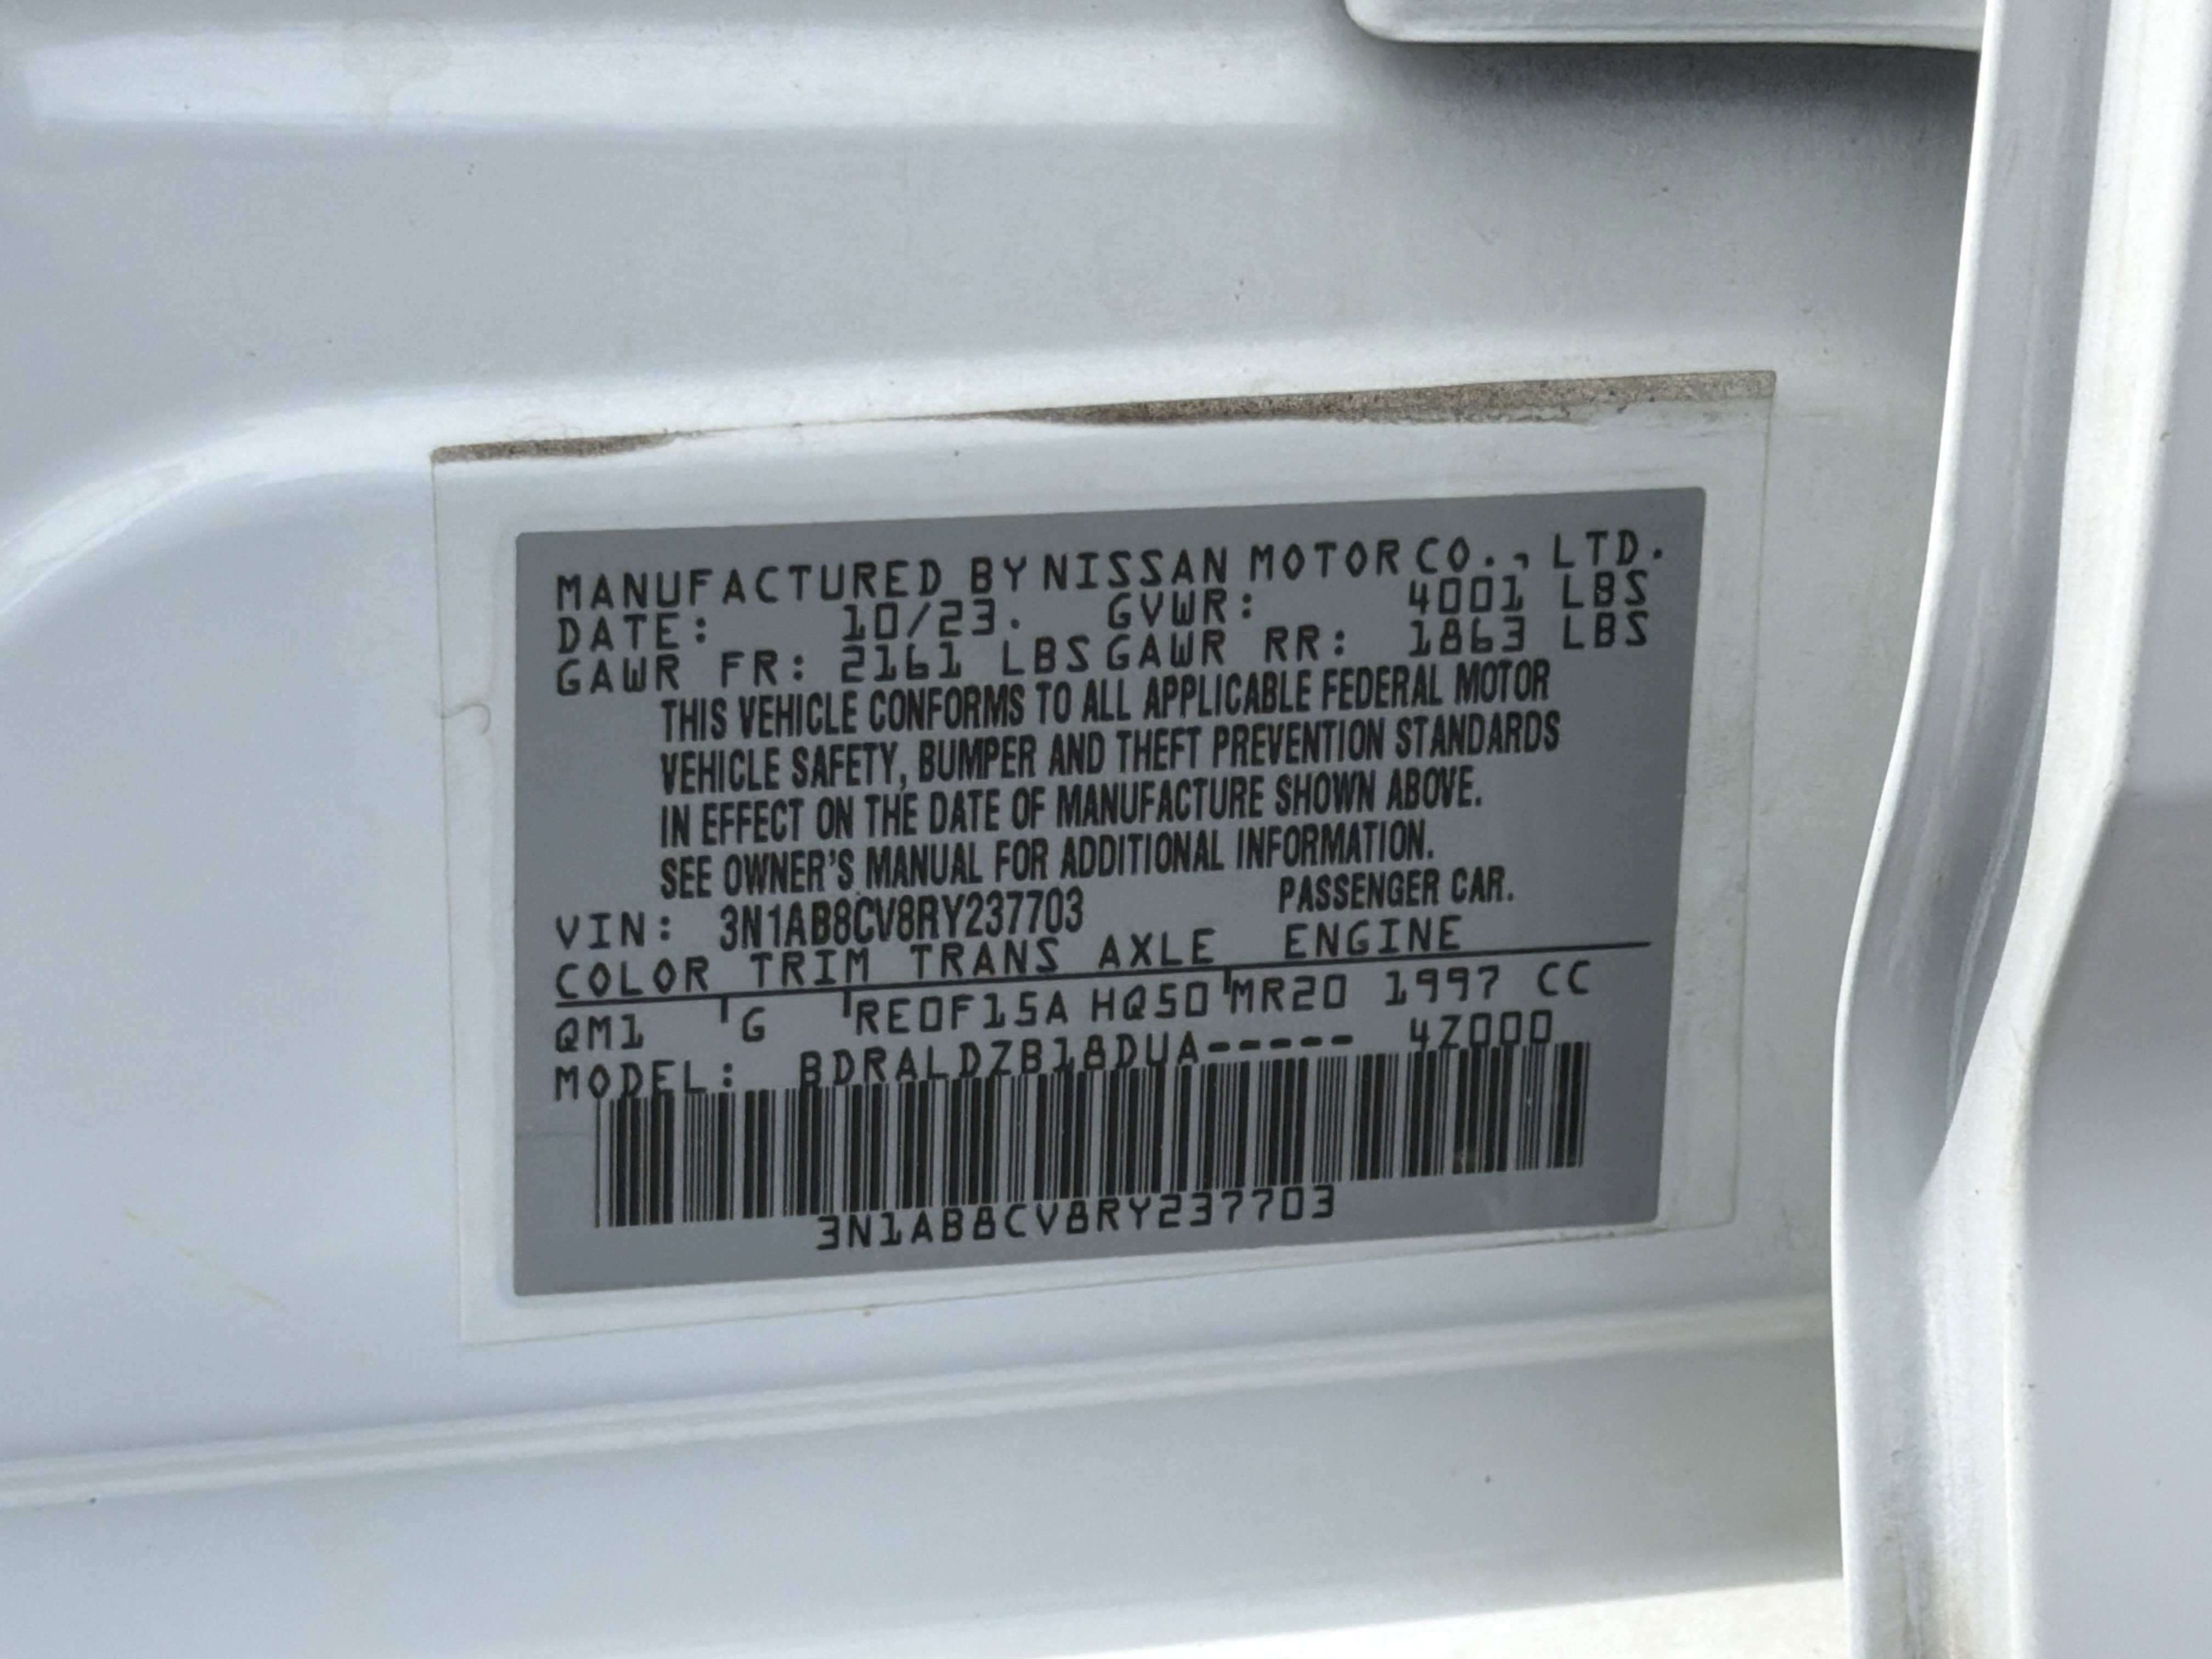 MANUFACTURED BY NISSAN MOTOR CO., LTD.
DATE: 10/23. GVWR: 4001 LBS
GAWR FR: 2161 LBS GAWR RR: 1863 LBS
THIS VEHICLE CONFORMS TO ALL APPLICABLE FEDERAL MOTOR
VEHICLE SAFETY, BUMPER AND THEFT PREVENTION STANDARDS
IN EFFECT ON THE DATE OF MANUFACTURE SHOWN ABOVE.
SEE OWNER'S MANUAL FOR ADDITIONAL INFORMATION.
VIN: 3N1AB8CV8RY237703 PASSENGER CAR.
COLOR TRIM TRANS AXLE ENGINE
QM1 G RE0F15A HQ50 MR20 1997 CC
MODEL: BDRALDZB18DUA----- 4Z000
3N1AB8CV8RY237703